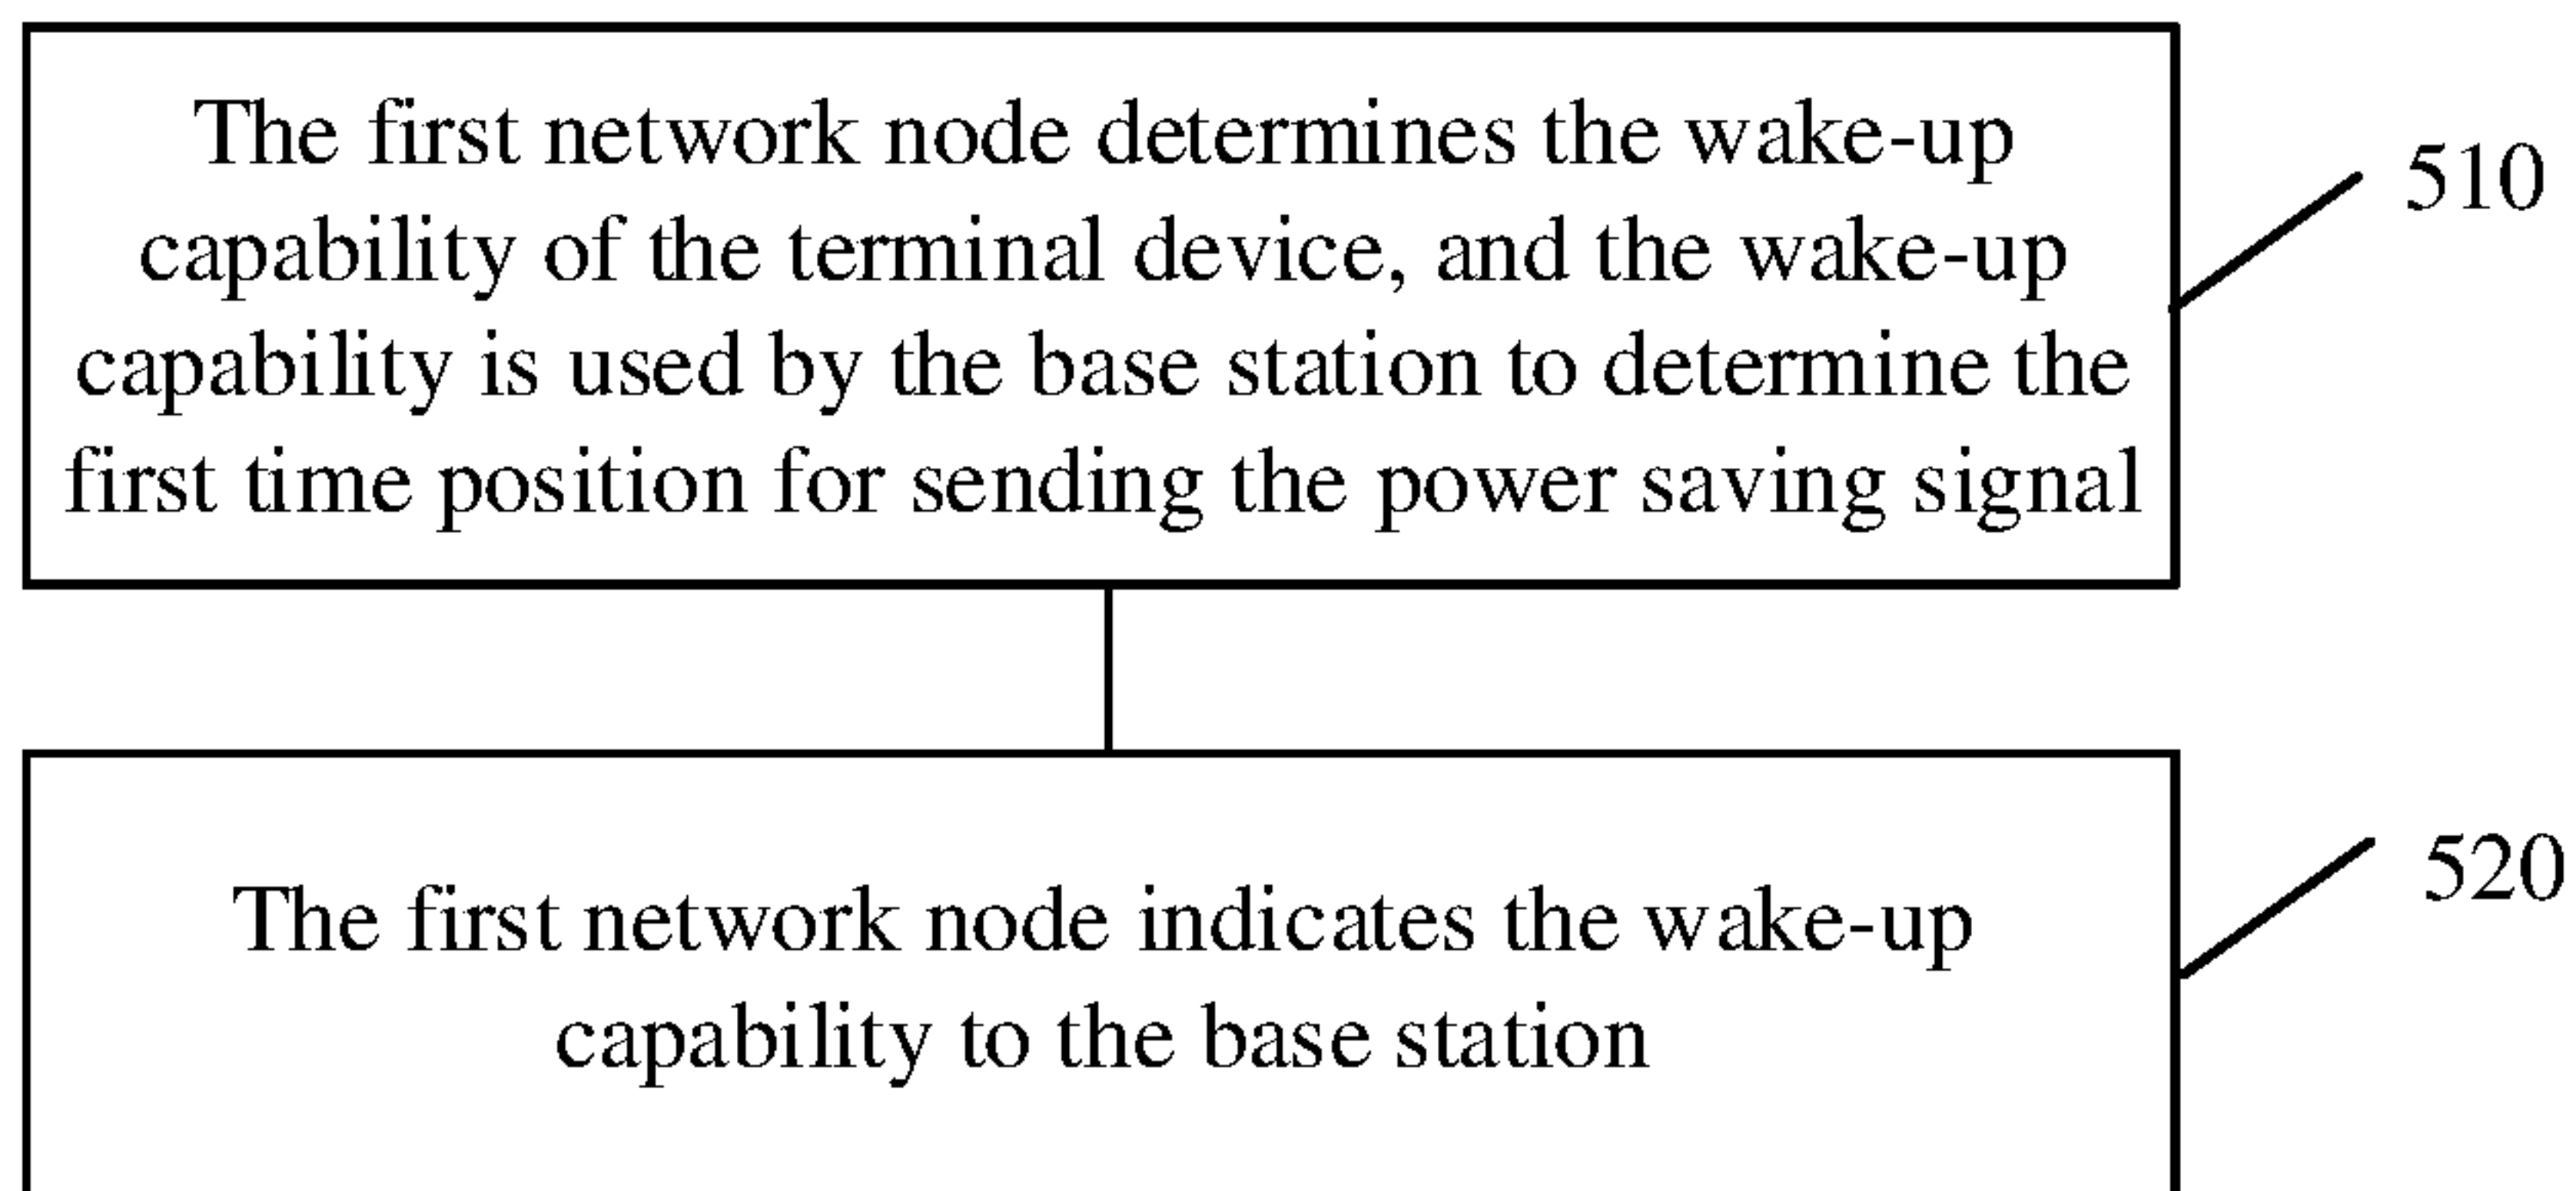 The first network node determines the wake-up
capability of the terminal device, and the wake-up
capability is used by the base station to determine the
first time position for sending the power saving signal
510
The first network node indicates the wake-up
capability to the base station
520